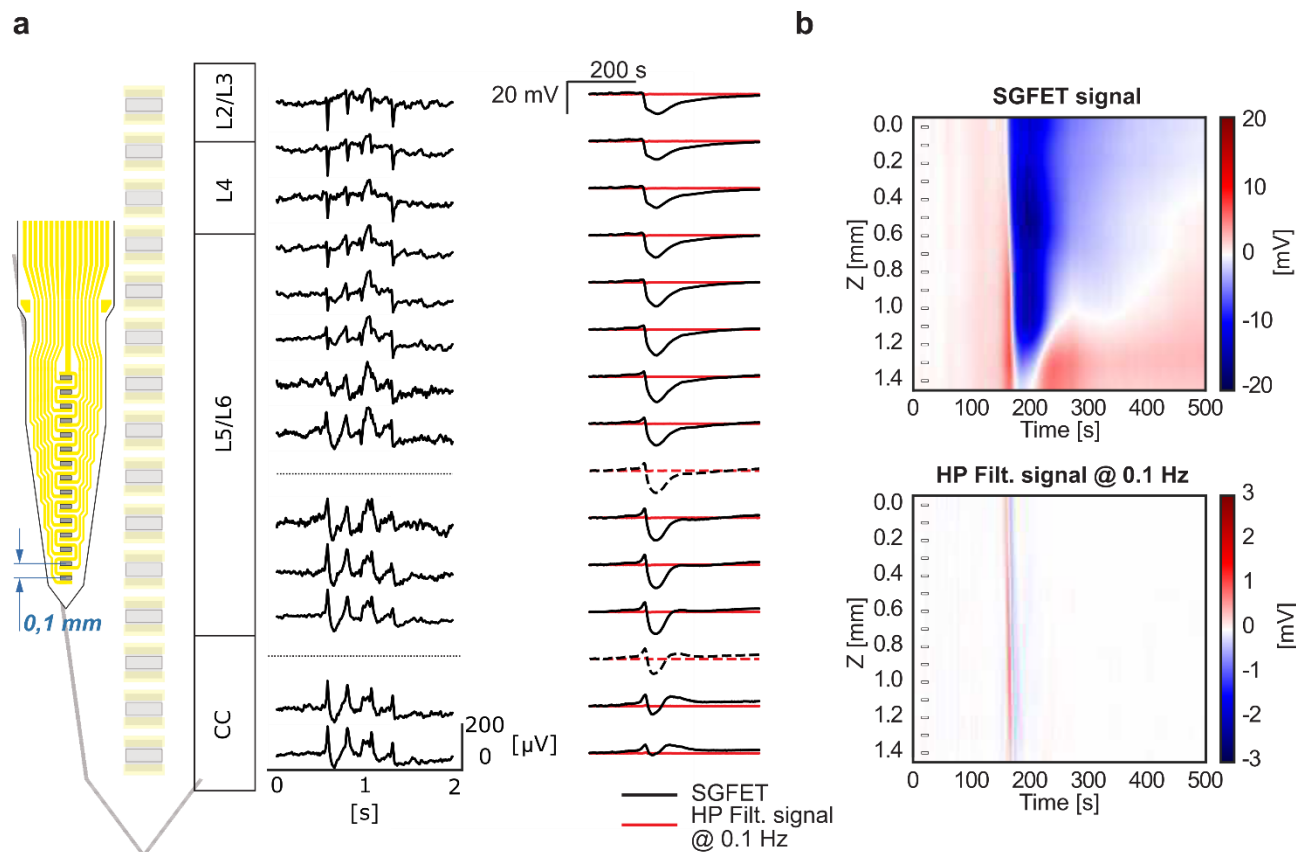 a
b
L2/L3
L4
L5/L6
CC
0,1 mm
200 s
20 mV
200
0
[µV]
0
1
2
[s]
SGFET
HP Filt. signal
@ 0.1 Hz
SGFET signal
0.0
0.2
0.4
0.6
0.8
1.0
1.2
1.4
Z [mm]
0 100 200 300 400 500
Time [s]
20
10
0
-10
-20
[mV]
HP Filt. signal @ 0.1 Hz
0.0
0.2
0.4
0.6
0.8
1.0
1.2
1.4
Z [mm]
0 100 200 300 400 500
Time [s]
3
2
1
0
-1
-2
-3
[mV]